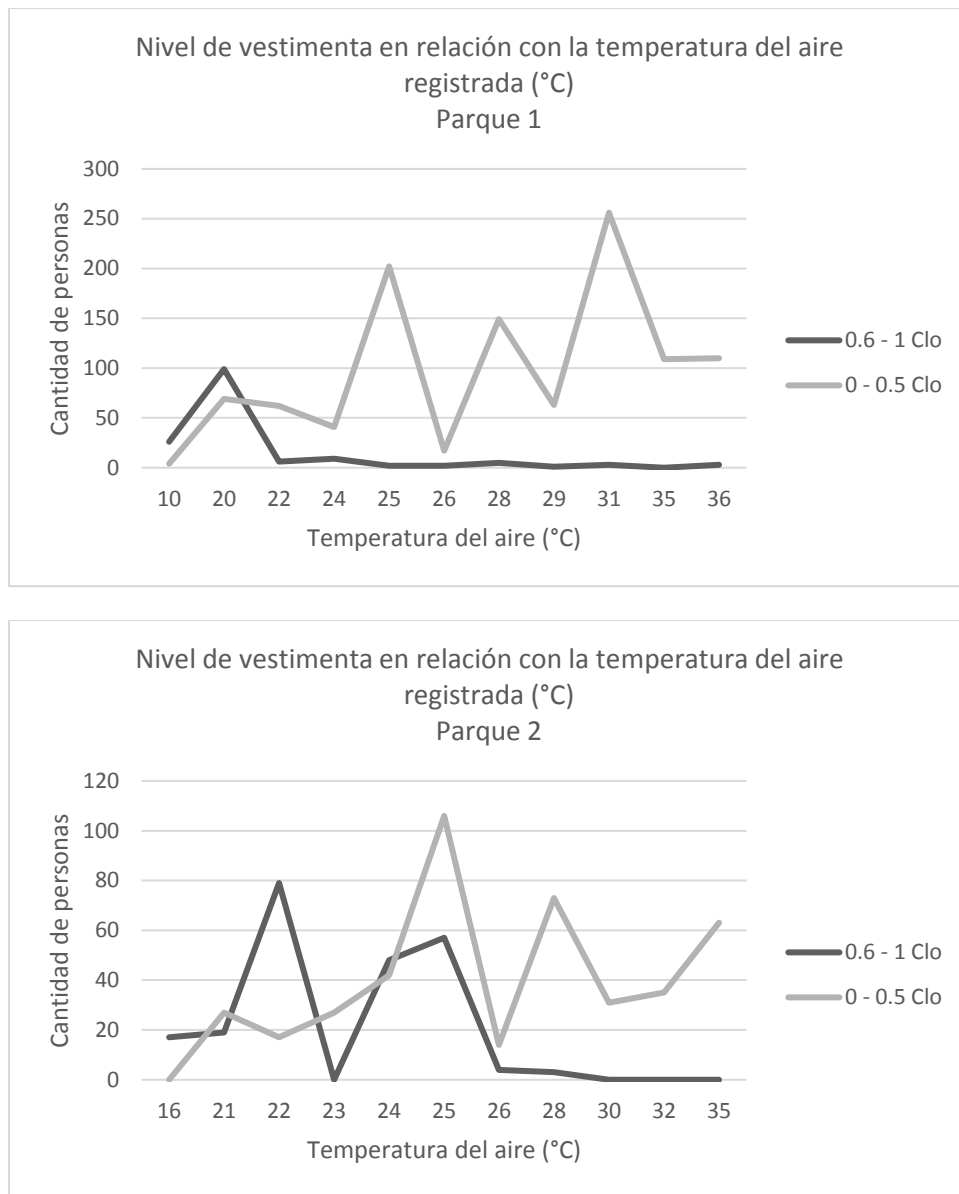 Nivel de vestimenta en relación con la temperatura del aire
registrada (°C)
Parque 1
300
250
200
150
100
50
0
Cantidad de personas
10 20 22 24 25 26 28 29 31 35 36
Temperatura del aire (°C)
0.6 - 1 Clo
0 - 0.5 Clo
Nivel de vestimenta en relación con la temperatura del aire
registrada (°C)
Parque 2
120
100
80
60
40
20
0
Cantidad de personas
16 21 22 23 24 25 26 28 30 32 35
Temperatura del aire (°C)
0.6 - 1 Clo
0 - 0.5 Clo